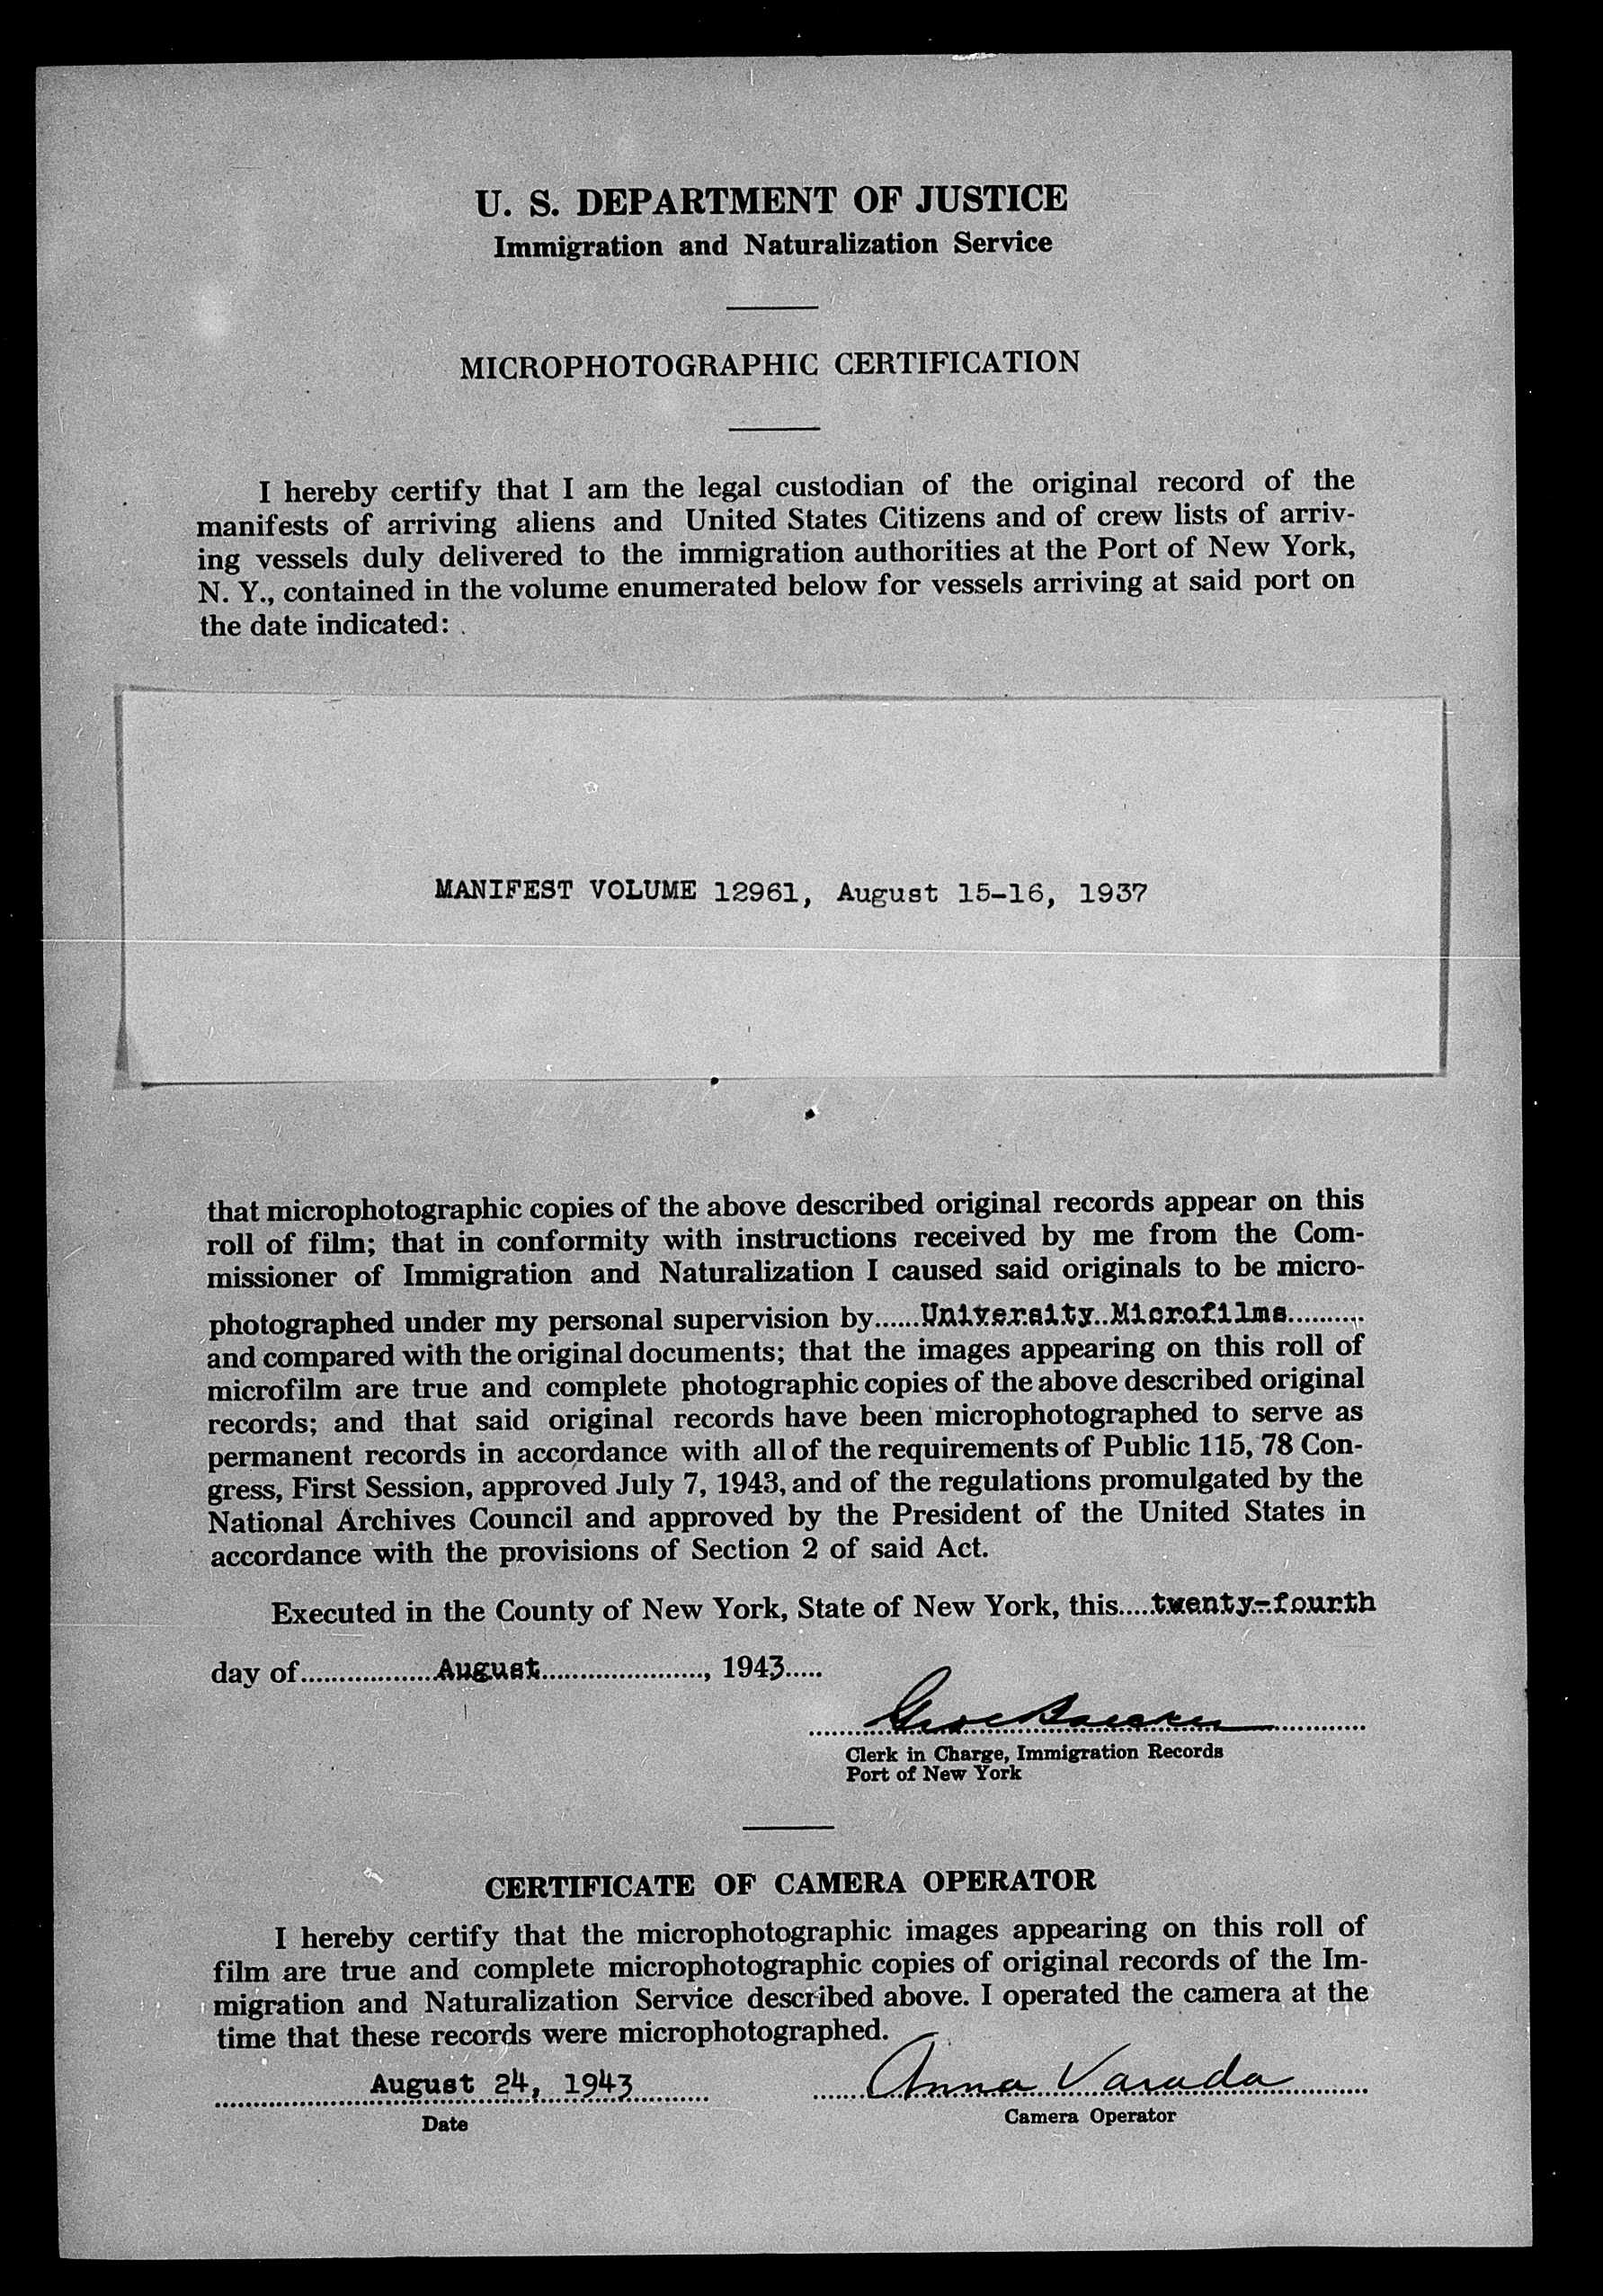 U. S. DEPARTMENT OF JUSTICE
Immigration and Naturalization Service
MICROPHOTOGRAPHIC CERTIFICATION
I hereby certify that I am the legal custodian of the original record of the
manifests of arriving aliens and United States Citizens and of crew lists of arriv-
ing vessels duly delivered to the immigration authorities at the Port of New York,
N. Y., contained in the volume enumerated below for vessels arriving at said port on
the date indicated:
MANIFEST VOLUME 12961, August 15-16, 1937
that microphotographic copies of the above described original records appear on this
roll of film; that in conformity with instructions received by me from the Com-
missioner of Immigration and Naturalization I caused said originals to be micro-
photographed under my personal supervision by......University Microfilms..........
and compared with the original documents; that the images appearing on this roll of
microfilm are true and complete photographic copies of the above described original
records; and that said original records have been microphotographed to serve as
permanent records in accordance with all of the requirements of Public 115, 78 Con-
gress, First Session, approved July 7, 1943, and of the regulations promulgated by the
National Archives Council and approved by the President of the United States in
accordance with the provisions of Section 2 of said Act.
Executed in the County of New York, State of New York, this.....twenty-fourth
day of..................August....................., 1943.....
Clerk in Charge, Immigration Records
Port of New York
CERTIFICATE OF CAMERA OPERATOR
I hereby certify that the microphotographic images appearing on this roll of
film are true and complete microphotographic copies of original records of the Im-
migration and Naturalization Service described above. I operated the camera at the
time that these records were microphotographed.
August 24, 1943 Anna Varada
Date Camera Operator